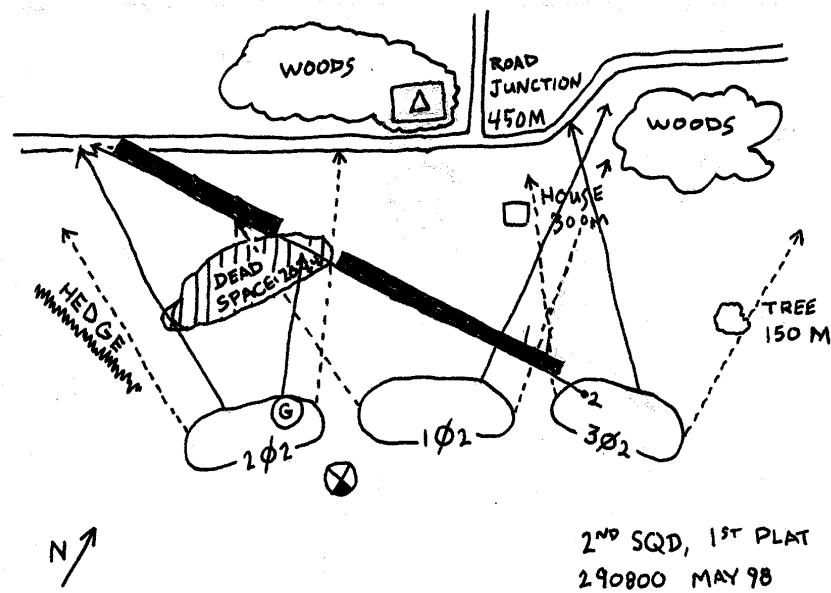 WOODS
ROAD
JUNCTION
450M
WOODS
HOUSE
300M
DEAD
SPACE
HEDGE
TREE
150 M
G
2
2Ø2
1Ø2
3Ø2
N
2ND SQD, 1ST PLAT
290800 MAY 98